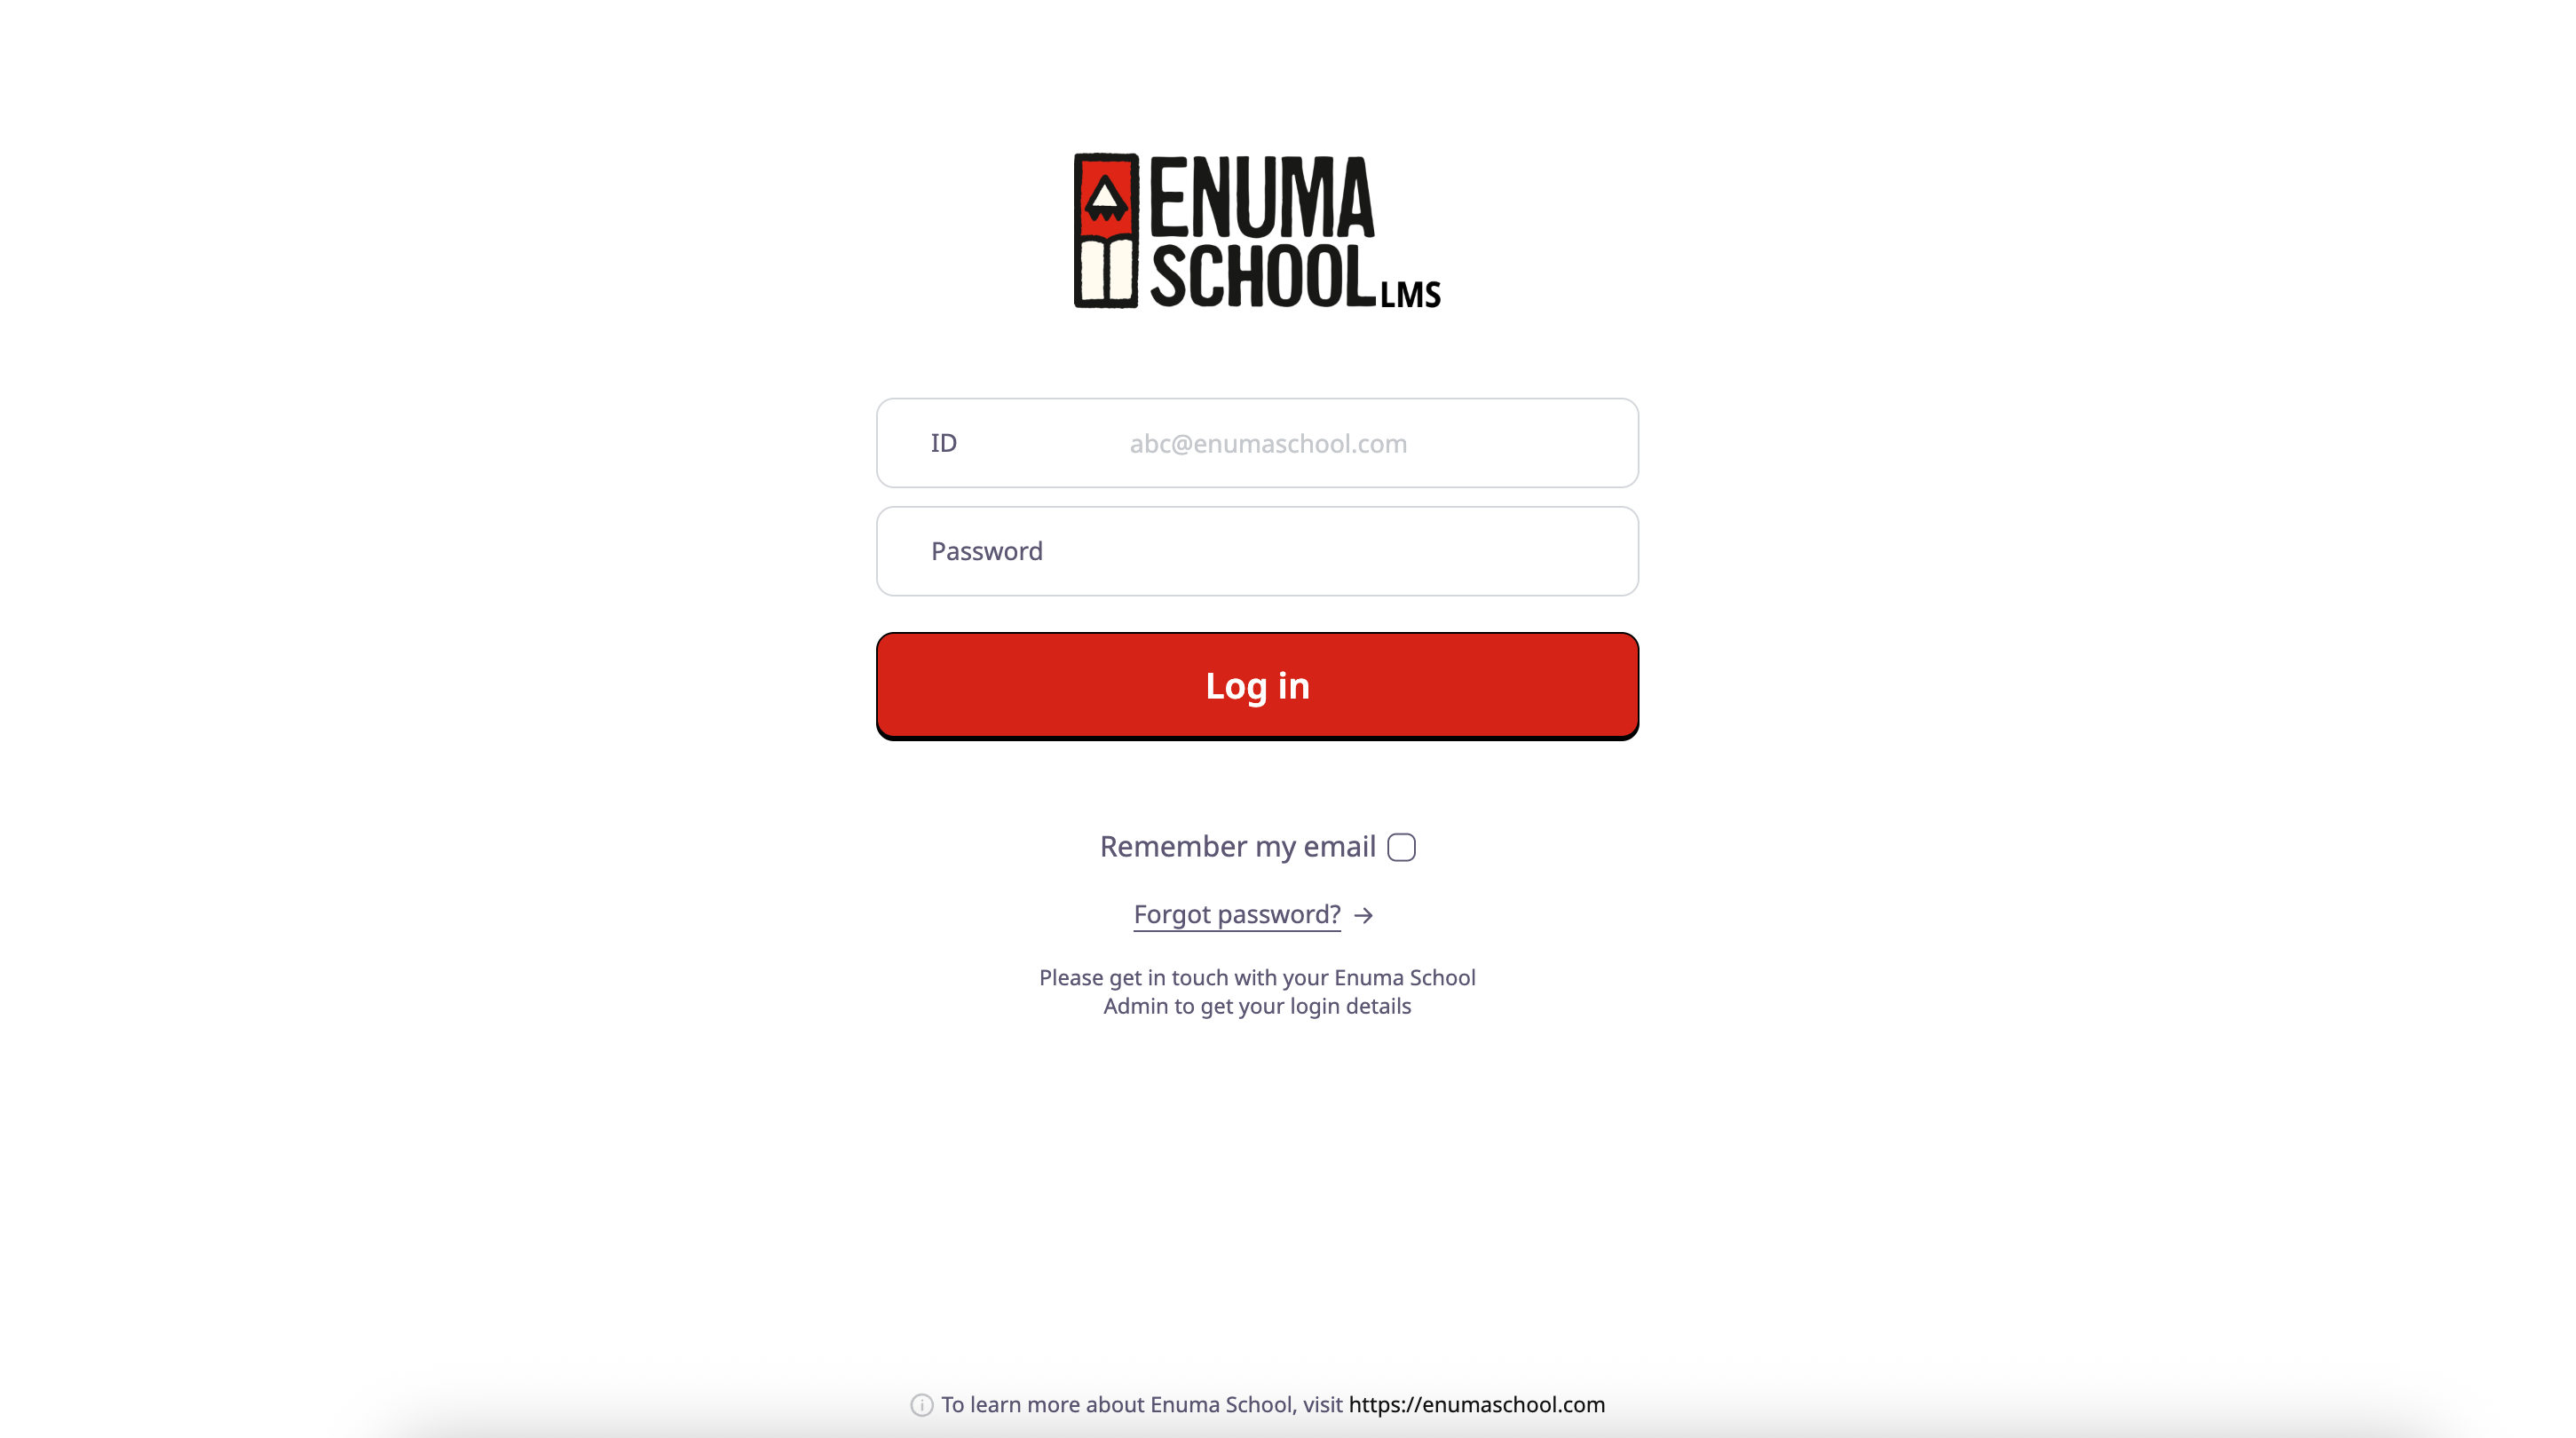 ENUMA
SCHOOL LMS
ID abc@enumaschool.com
Password
Log in
Remember my email
Forgot password? →
Please get in touch with your Enuma School
Admin to get your login details
To learn more about Enuma School, visit https://enumaschool.com